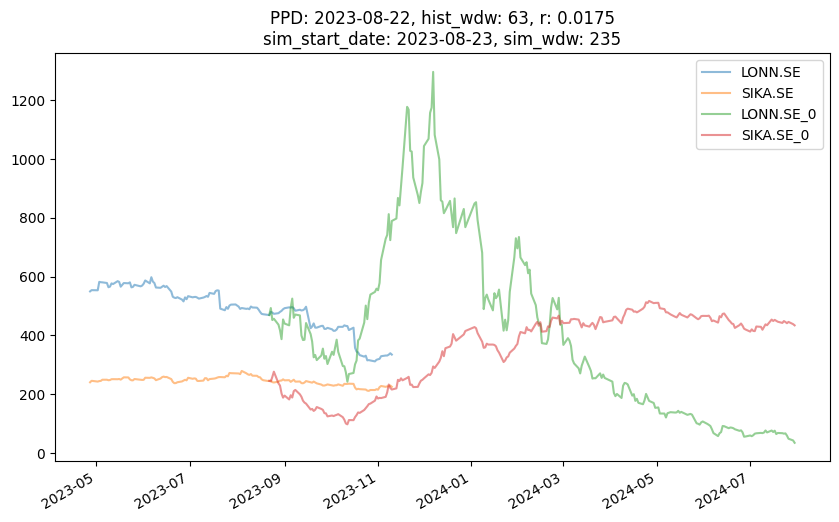 PPD: 2023-08-22, hist_wdw: 63, r: 0.0175
sim_start_date: 2023-08-23, sim_wdw: 235
LONN.SE
SIKA.SE
LONN.SE_0
SIKA.SE_0
1200
1000
800
600
400
200
0
2023-05
2023-07
2023-09
2023-11
2024-01
2024-03
2024-05
2024-07